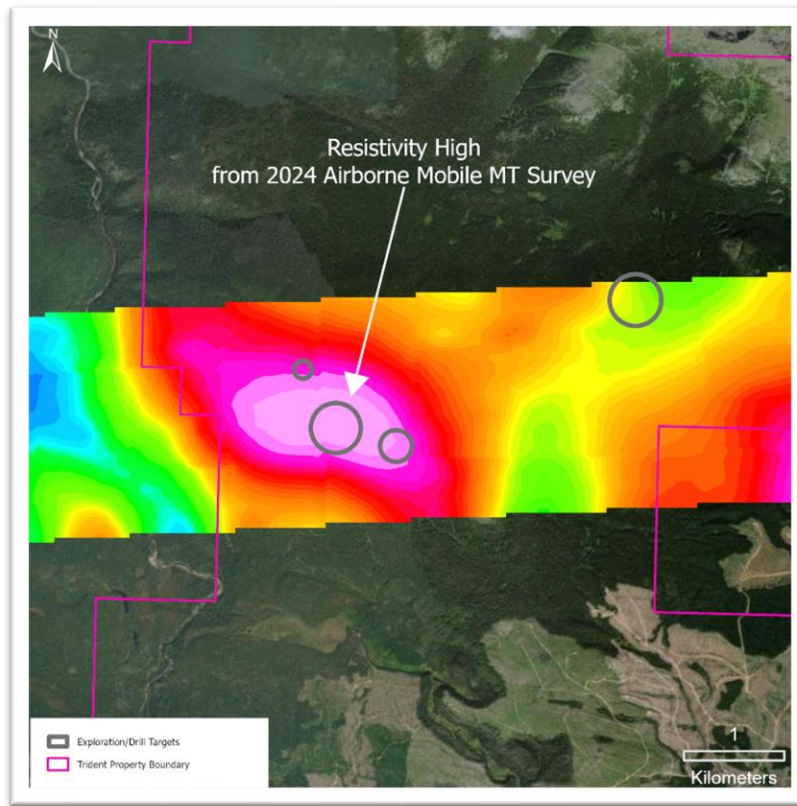 N
Resistivity High
from 2024 Airborne Mobile MT Survey
Exploration/Drill Targets
Trident Property Boundary
1
Kilometers